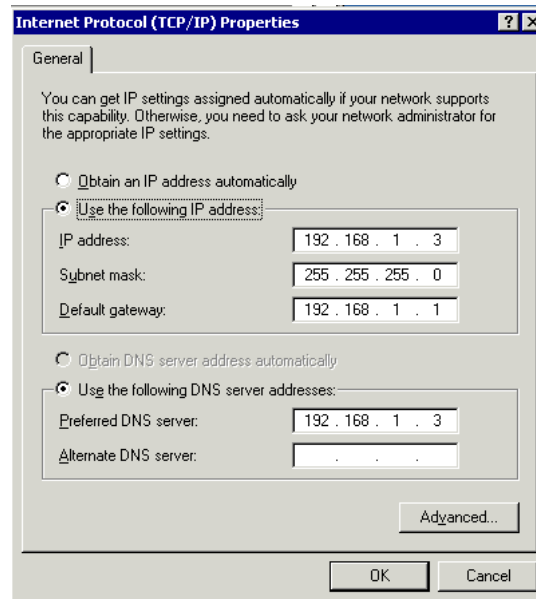 Internet Protocol (TCP/IP) Properties
General
You can get IP settings assigned automatically if your network supports
this capability. Otherwise, you need to ask your network administrator for
the appropriate IP settings.
Obtain an IP address automatically
Use the following IP address:
IP address: 192 . 168 . 1 . 3
Subnet mask: 255 . 255 . 255 . 0
Default gateway: 192 . 168 . 1 . 1
Obtain DNS server address automatically
Use the following DNS server addresses:
Preferred DNS server: 192 . 168 . 1 . 3
Alternate DNS server: . . .
Advanced...
OK Cancel